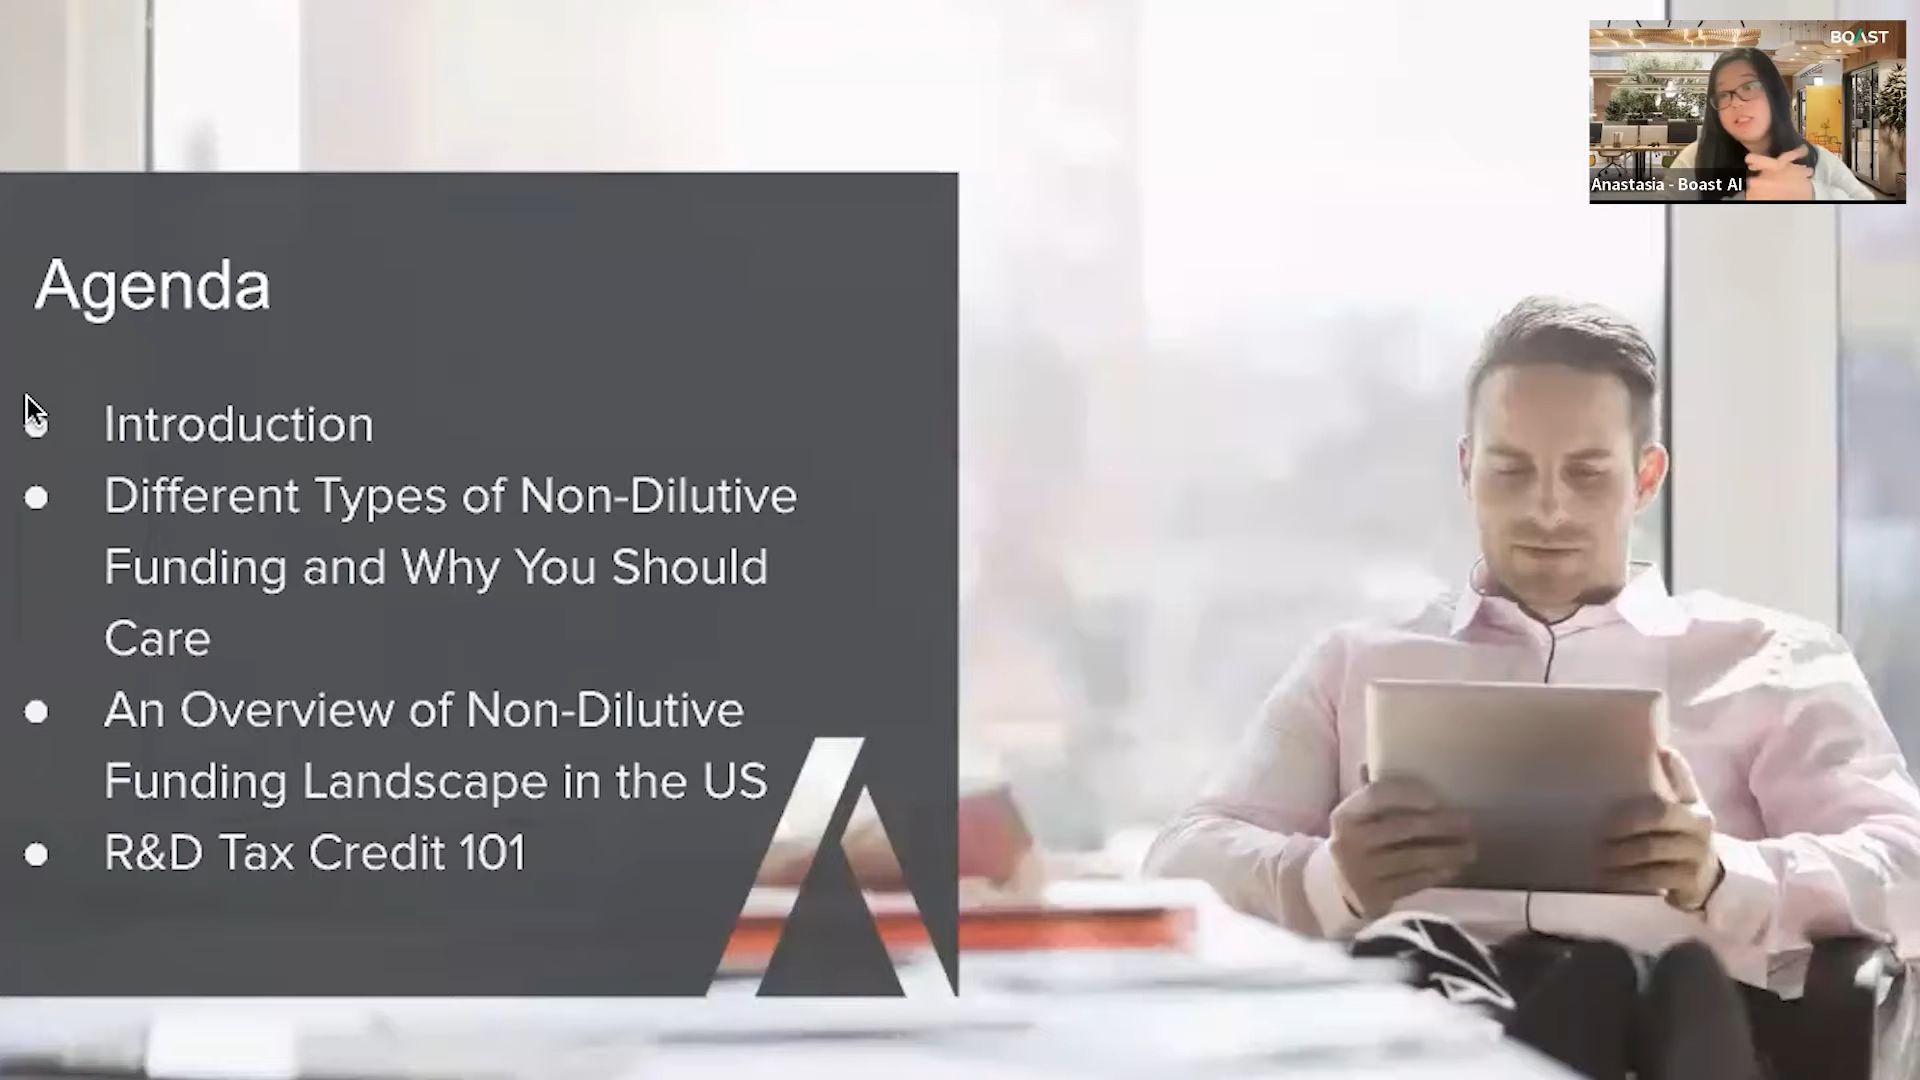 BOAST
Anastasia - Boast AI
Agenda
Introduction
Different Types of Non-Dilutive
Funding and Why You Should
Care
An Overview of Non-Dilutive
Funding Landscape in the US
R&D Tax Credit 101